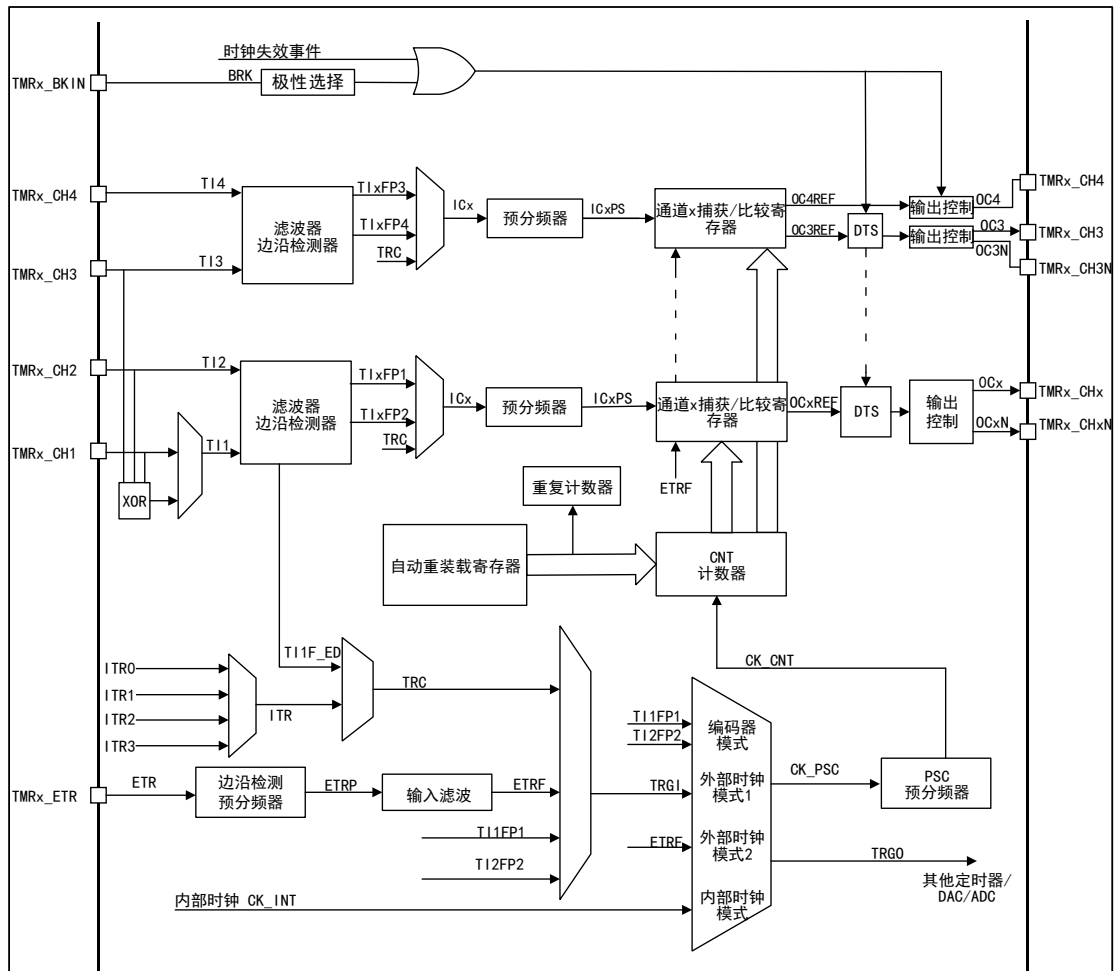 时钟失效事件
TMRx_BKIN
BRK
极性选择
TMRx_CH4
TI4
TIxFP3
ICx
预分频器
ICxPS
通道x捕获/比较寄存器
OC4REF
输出控制
OC4
TMRx_CH4
滤波器
边沿检测器
TIxFP4
TRC
OC3REF
DTS
输出控制
OC3
TMRx_CH3
OC3N
TMRx_CH3N
TMRx_CH3
TI3
TMRx_CH2
TI2
滤波器
边沿检测器
TIxFP1
TIxFP2
TRC
ICx
预分频器
ICxPS
通道x捕获/比较寄存器
OCxREF
DTS
输出
控制
OCx
TMRx_CHx
OCxN
TMRx_CHxN
TMRx_CH1
TI1
XOR
ETRF
重复计数器
自动重装载寄存器
CNT
计数器
CK_CNT
TI1F_ED
ITR0
ITR1
ITR2
ITR3
ITR
TRC
TI1FP1
TI2FP2
编码器
模式
TMRx_ETR
ETR
边沿检测
预分频器
ETRP
输入滤波
ETRF
TRGI
外部时钟
模式1
CK_PSC
PSC
预分频器
TI1FP1
TI2FP2
ETRF
外部时钟
模式2
TRGO
其他定时器/
DAC/ADC
内部时钟 CK_INT
内部时钟
模式